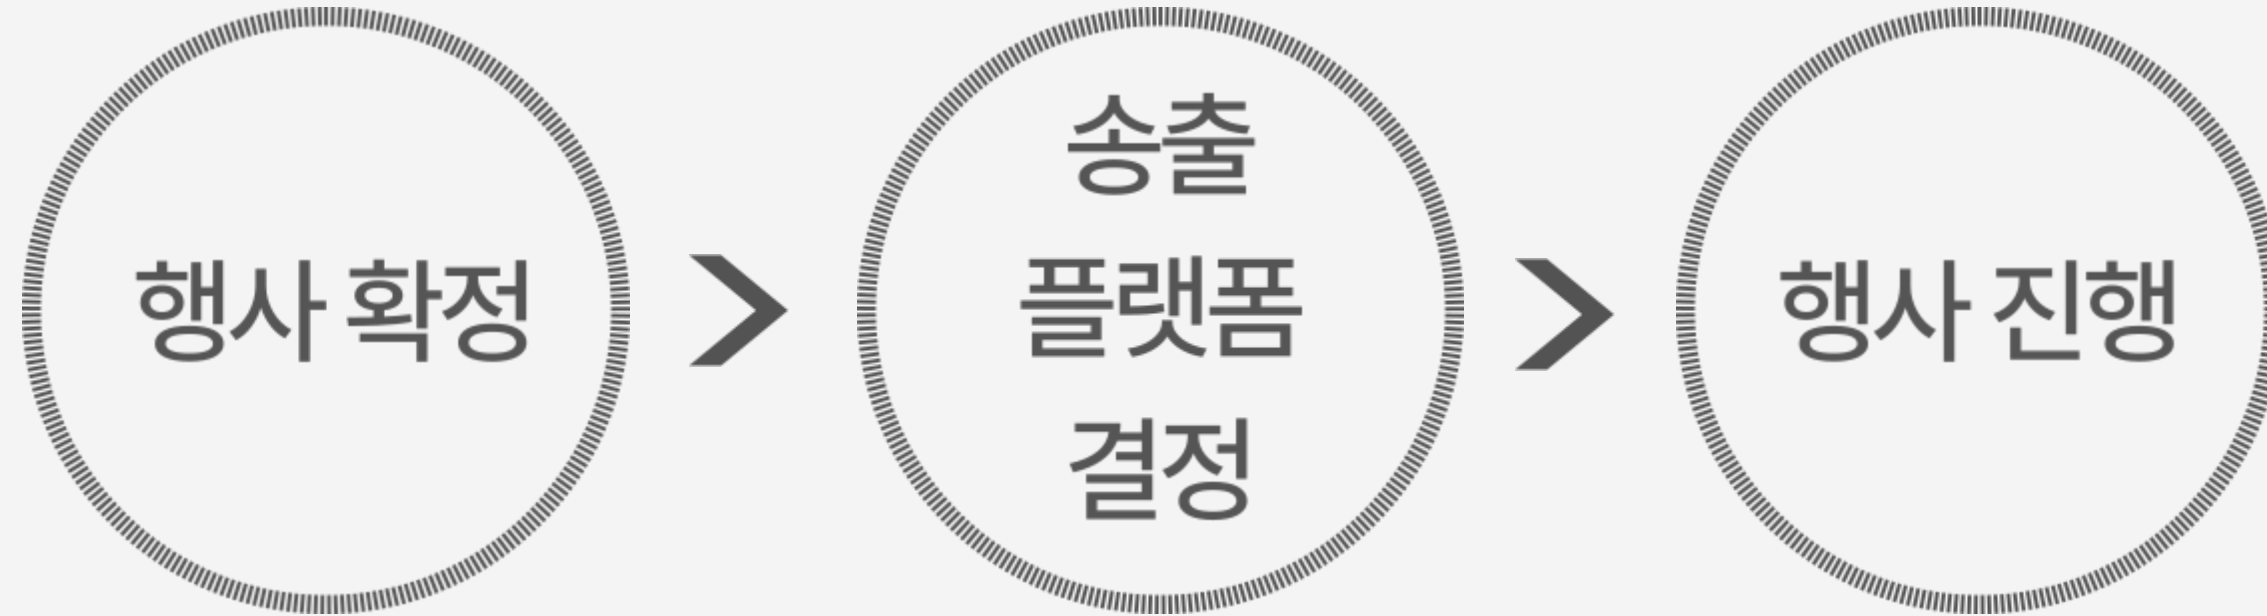 행사 확정
송출
플랫폼
결정
행사 진행